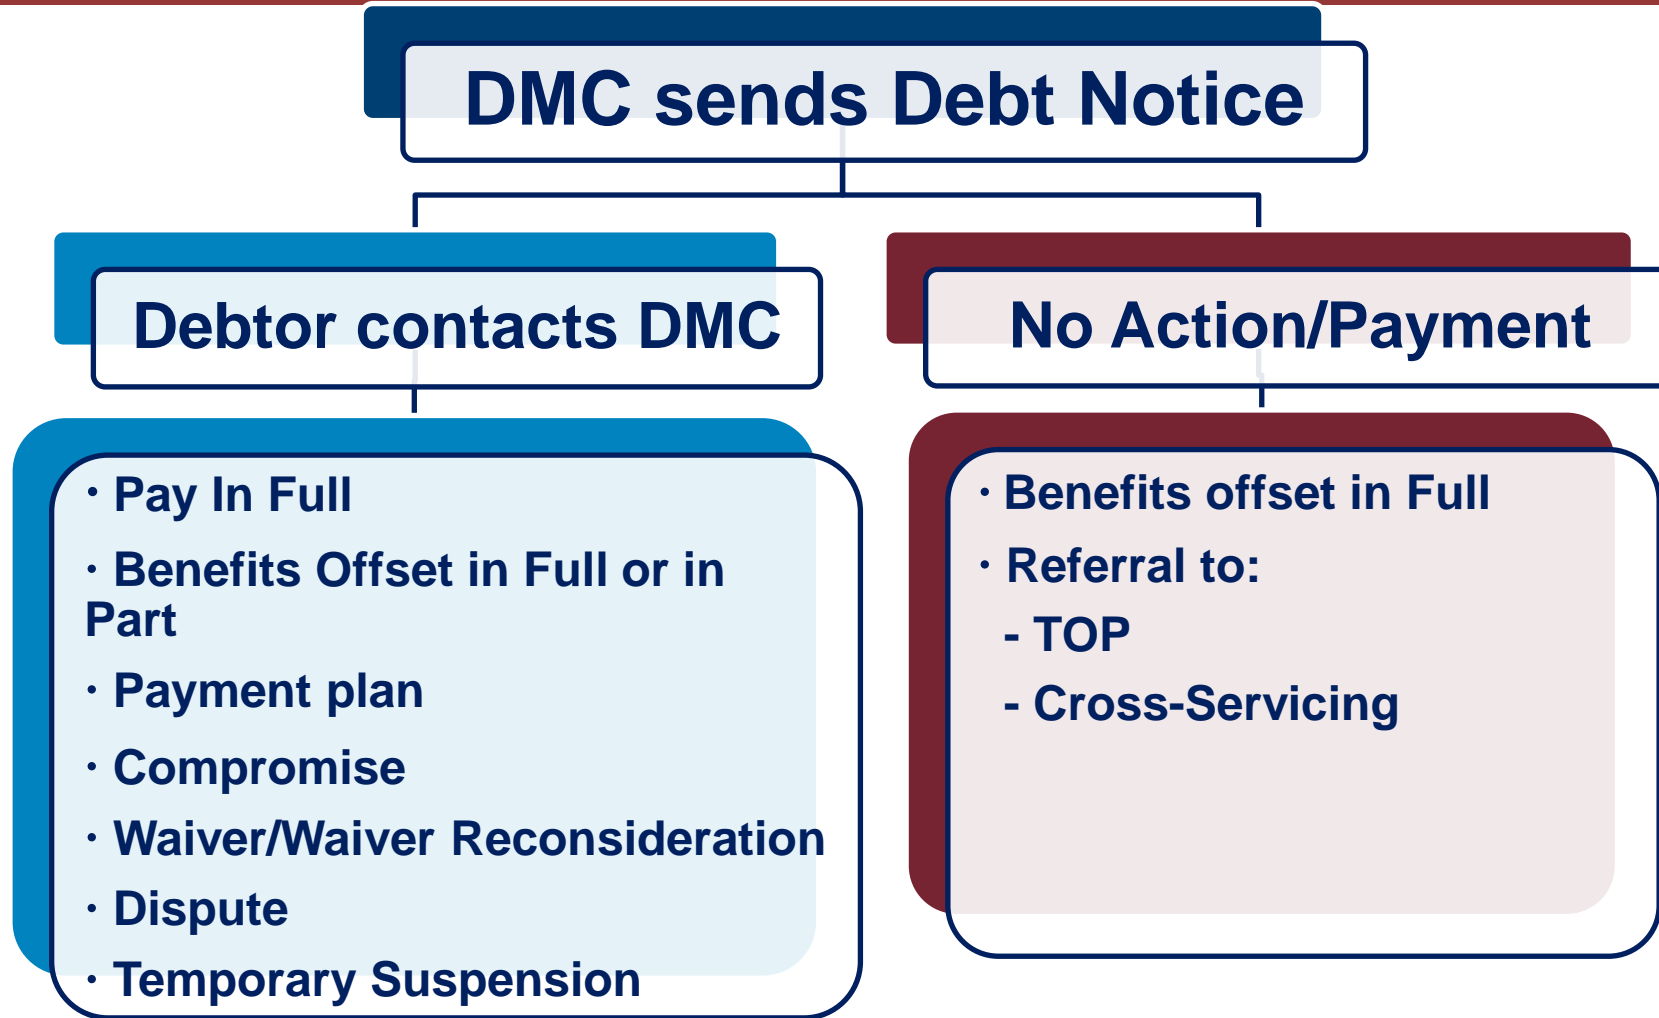 DMC sends Debt Notice
Debtor contacts DMC
· Pay In Full
· Benefits Offset in Full or in
Part
· Payment plan
· Compromise
· Waiver/Waiver Reconsideration
· Dispute
· Temporary Suspension
No Action/Payment
· Benefits offset in Full
· Referral to:
- TOP
- Cross-Servicing